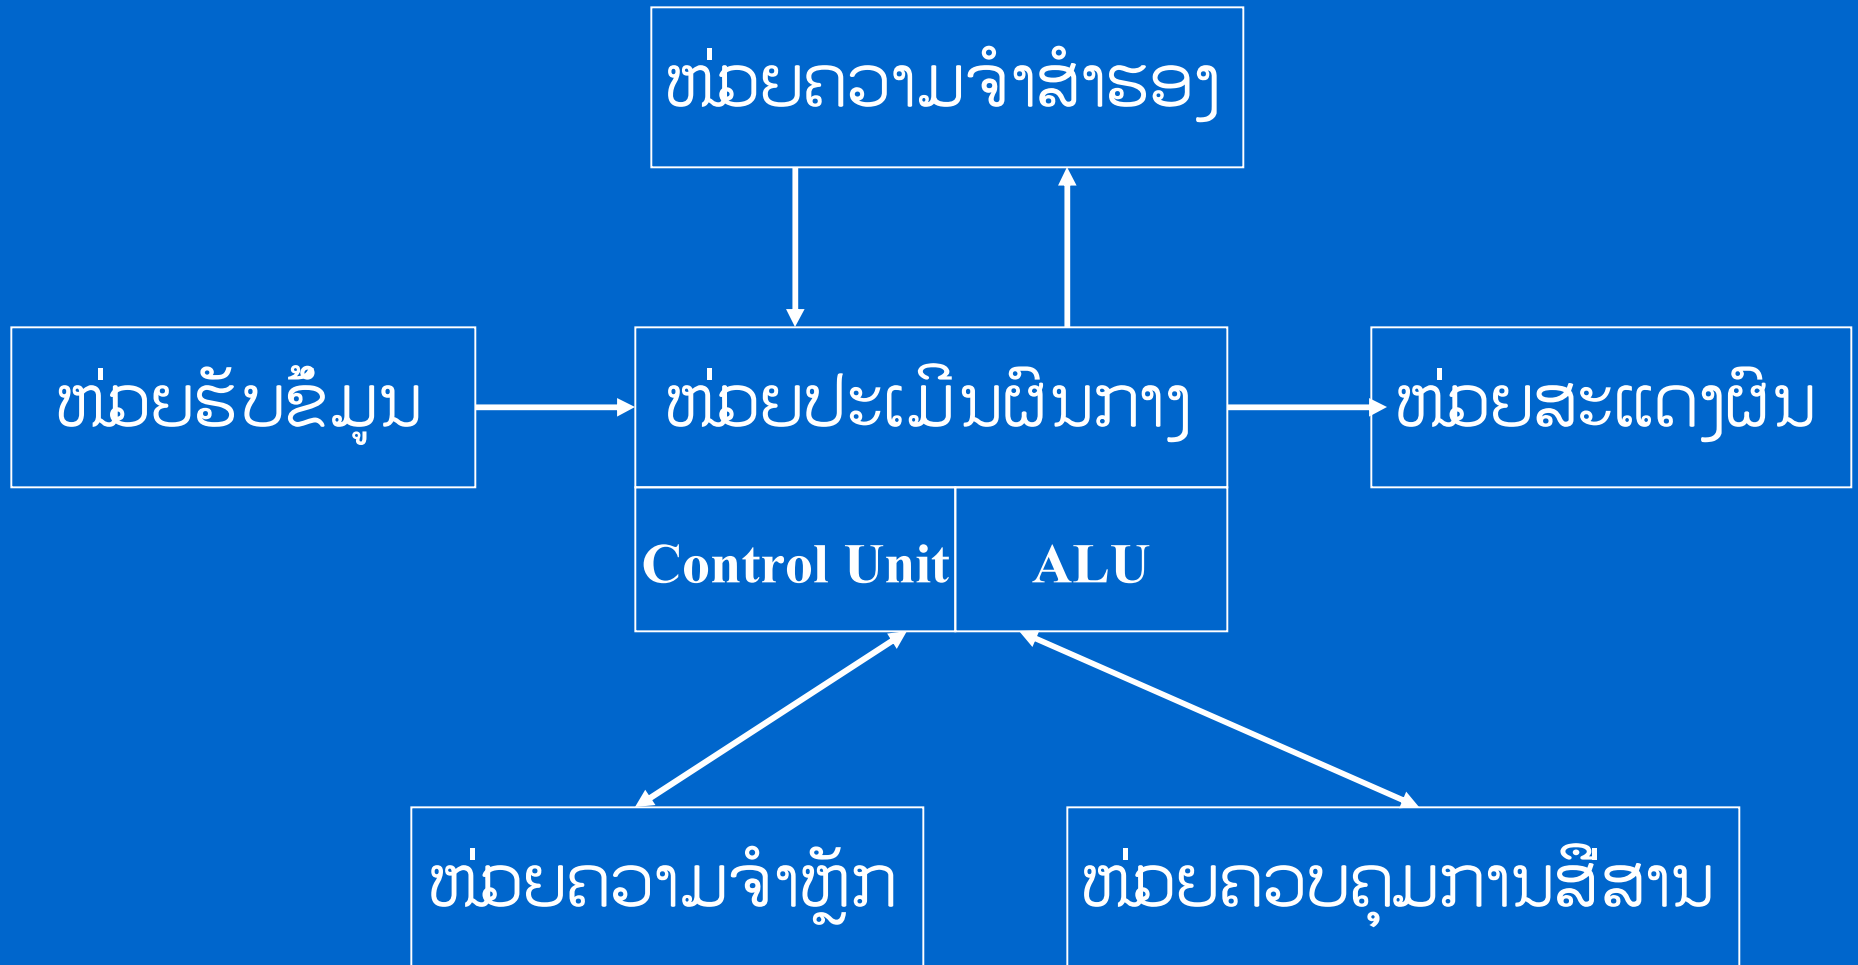 ໜ່ວຍຄວາມຈຳສຳຮອງ
ໜ່ວຍຮັບຂໍ້ມູນ
ໜ່ວຍປະເມີນຜົນກາງ
ໜ່ວຍສະແດງຜົນ
Control Unit
ALU
ໜ່ວຍຄວາມຈຳຫຼັກ
ໜ່ວຍຄວບຄຸມການສື່ສານ